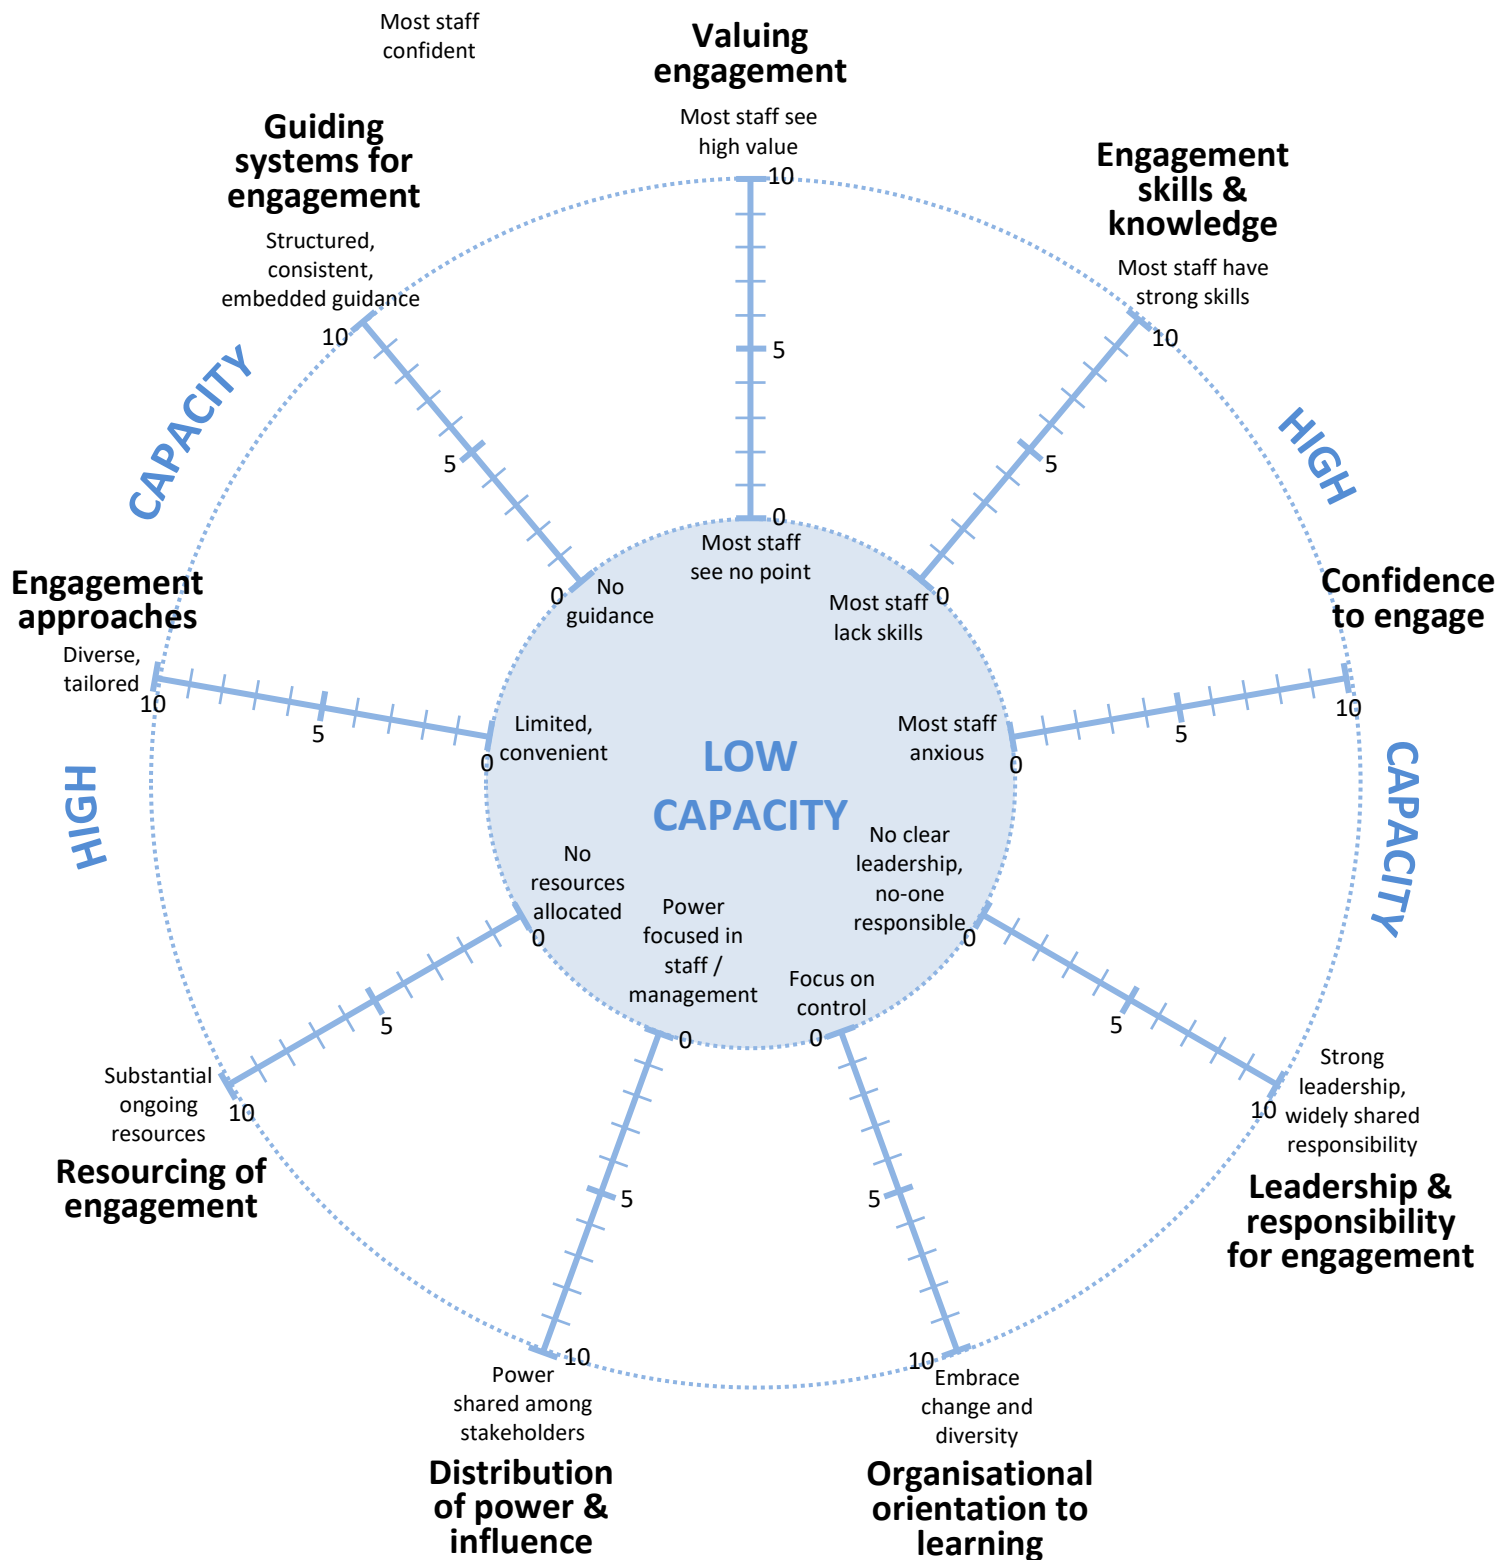 Most staff
confident
Valuing
engagement
Most staff see
high value
10
5
0
Most staff
see no point
Engagement
skills &
knowledge
Most staff have
strong skills
10
5
0
Most staff
lack skills
HIGH
CAPACITY
Confidence
to engage
10
5
0
Most staff
anxious
No clear
leadership,
no-one
responsible
0
5
10
Strong
leadership,
widely shared
responsibility
Leadership &
responsibility
for engagement
Focus on
control
0
5
10
Embrace
change and
diversity
Organisational
orientation to
learning
Power
focused in
staff /
management
0
5
10
Power
shared among
stakeholders
Distribution
of power &
influence
No
resources
allocated
0
5
10
Substantial
ongoing
resources
Resourcing of
engagement
HIGH
CAPACITY
Engagement
approaches
Diverse,
tailored
10
5
0
Limited,
convenient
Guiding
systems for
engagement
Structured,
consistent,
embedded guidance
10
5
0
No
guidance
LOW
CAPACITY